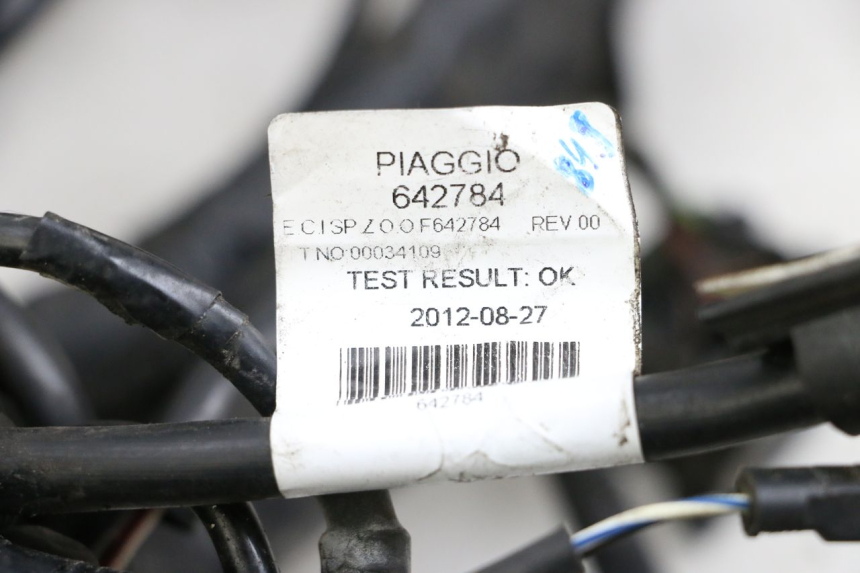 PIAGGIO
642784
E.C.I SP.Z O.O F642784 REV 00
T NO:00034109
TEST RESULT: OK
2012-08-27
642784